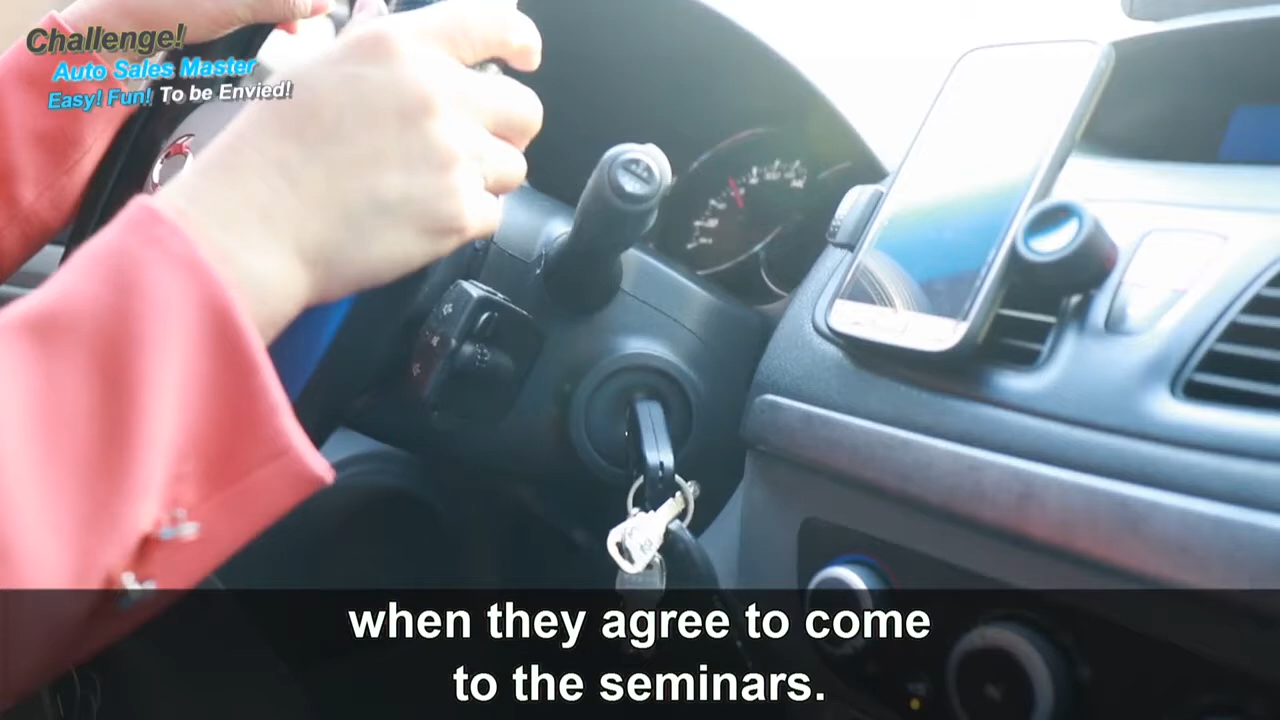 Challenge!
Auto Sales Master
Easy! Fun! To be Envied!
when they agree to come
to the seminars.